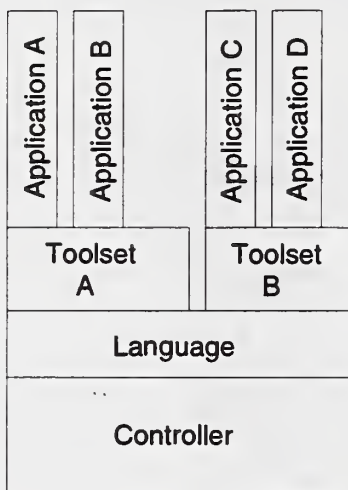 Application A
Application B
Application C
Application D
Toolset
A
Toolset
B
Language
Controller